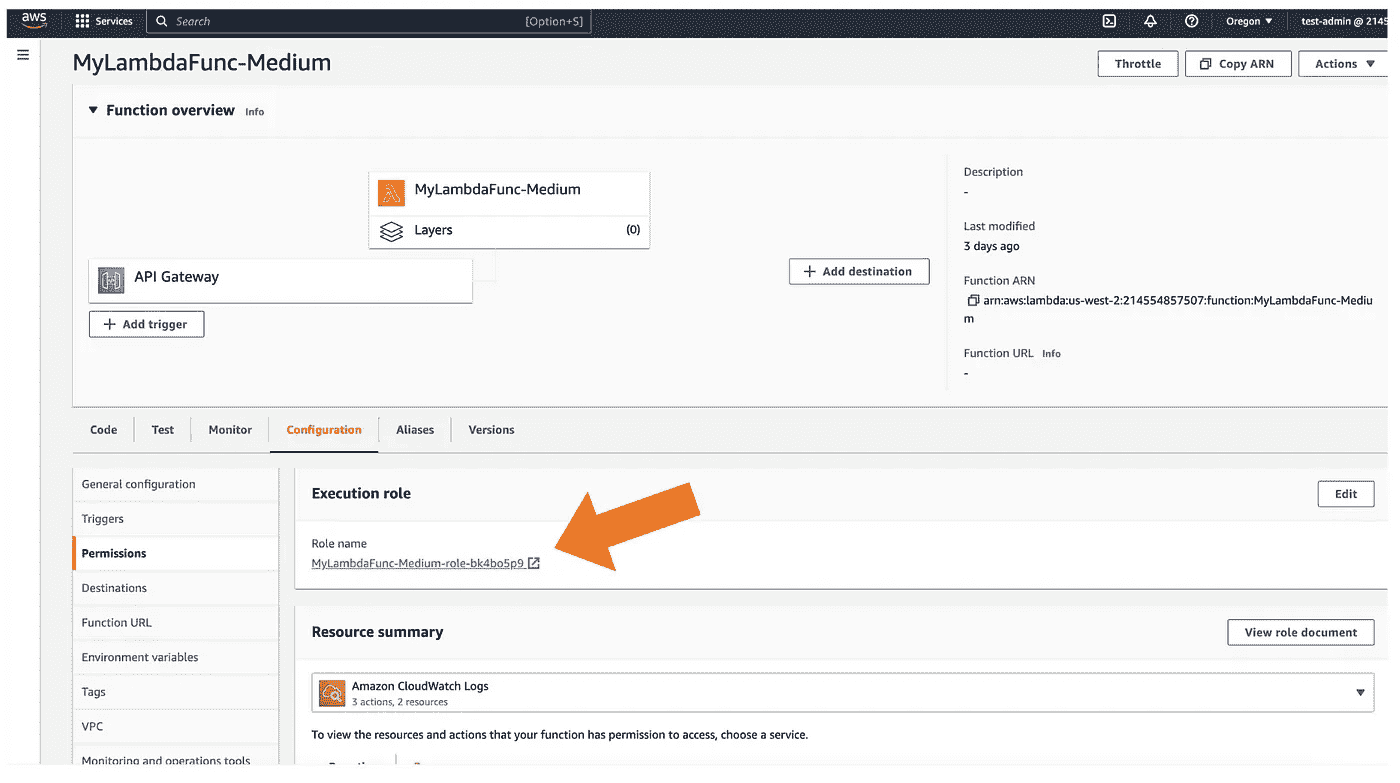 aws Services Search [Option+S] Oregon test-admin @ 2145
MyLambdaFunc-Medium
Throttle Copy ARN Actions
Function overview Info
MyLambdaFunc-Medium
Layers (0)
API Gateway
Add trigger
Add destination
Description
-
Last modified
3 days ago
Function ARN
arn:aws:lambda:us-west-2:214554857507:function:MyLambdaFunc-Mediu
m
Function URL Info
-
Code Test Monitor Configuration Aliases Versions
General configuration
Triggers
Permissions
Destinations
Function URL
Environment variables
Tags
VPC
Monitoring and operations tools
Execution role Edit
Role name
MyLambdaFunc-Medium-role-bk4bo5p9
Resource summary View role document
Amazon CloudWatch Logs
3 actions, 2 resources
To view the resources and actions that your function has permission to access, choose a service.